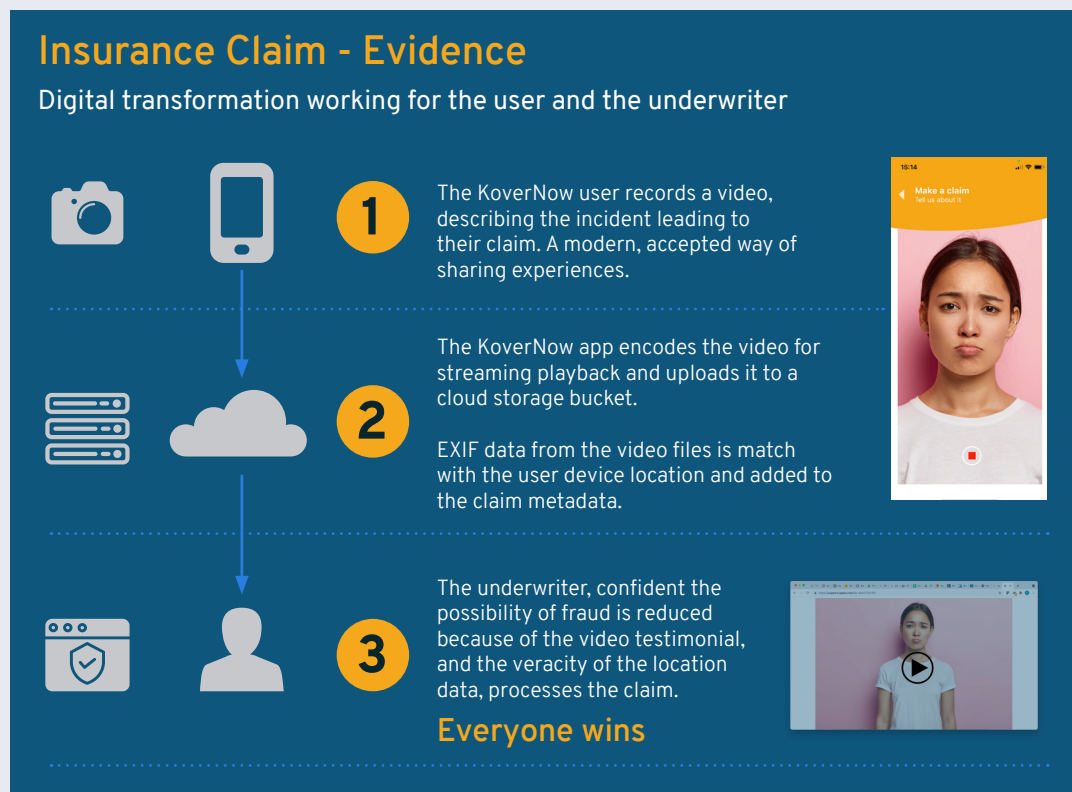 Insurance Claim - Evidence
Digital transformation working for the user and the underwriter
1
The KoverNow user records a video,
describing the incident leading to
their claim. A modern, accepted way of
sharing experiences.
15:14
Make a claim
Tell us about it
2
The KoverNow app encodes the video for
streaming playback and uploads it to a
cloud storage bucket.
EXIF data from the video files is match
with the user device location and added to
the claim metadata.
3
The underwriter, confident the
possibility of fraud is reduced
because of the video testimonial,
and the veracity of the location
data, processes the claim.
Everyone wins